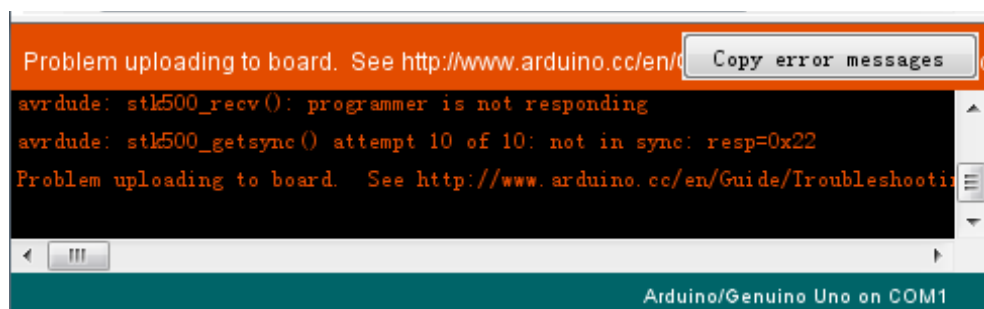 Problem uploading to board.  See http://www.arduino.cc/en/
Copy error messages
avrdude: stk500_recv(): programmer is not responding
avrdude: stk500_getsync() attempt 10 of 10: not in sync: resp=0x22
Problem uploading to board.  See http://www.arduino.cc/en/Guide/Troubleshooti
Arduino/Genuino Uno on COM1